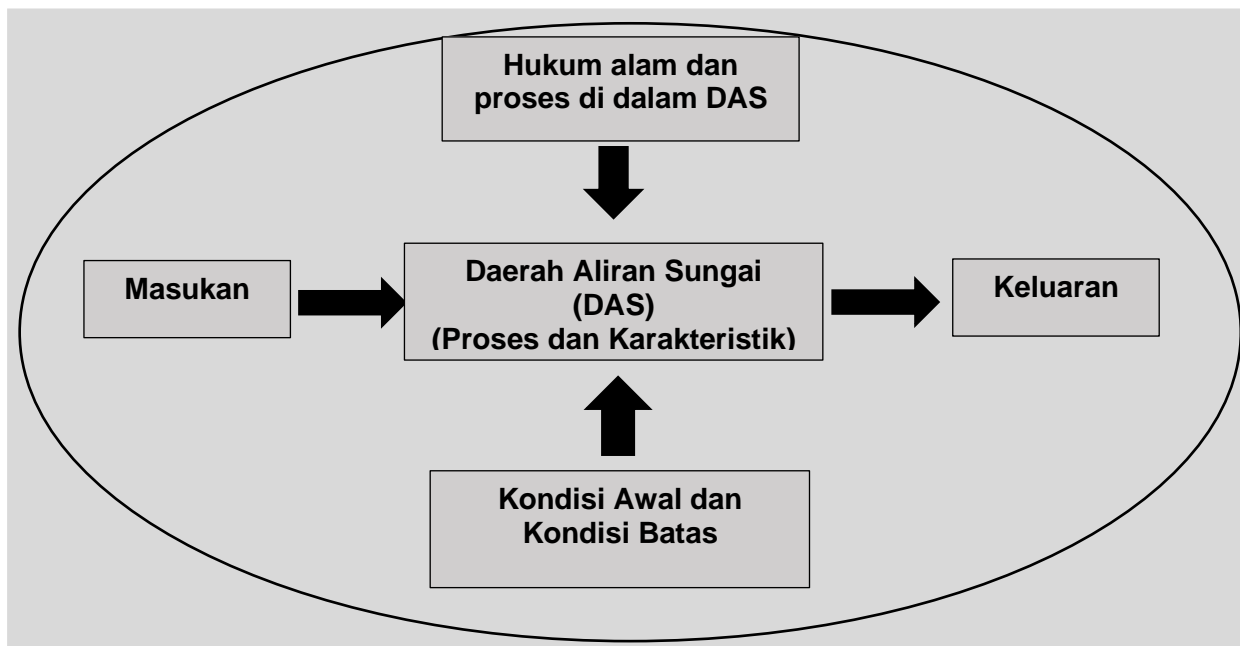 Hukum alam dan
proses di dalam DAS
Masukan
Daerah Aliran Sungai
(DAS)
(Proses dan Karakteristik)
Keluaran
Kondisi Awal dan
Kondisi Batas